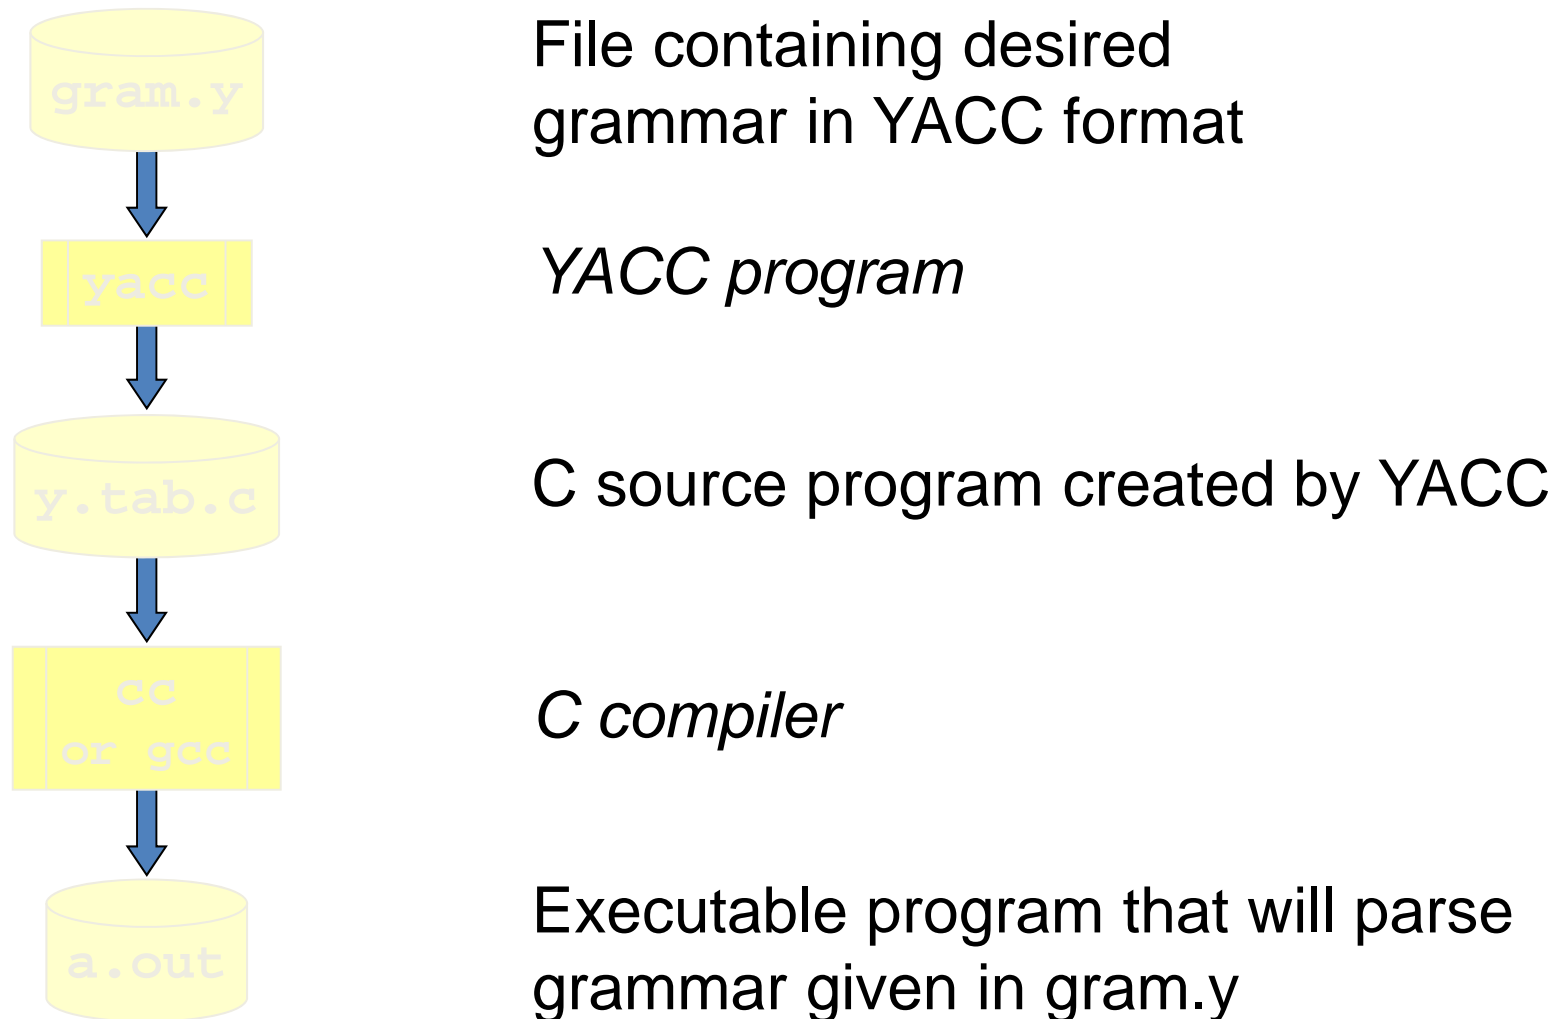 gram.y
File containing desired
grammar in YACC format
yacc
YACC program
y.tab.c
C source program created by YACC
cc
or gcc
C compiler
a.out
Executable program that will parse
grammar given in gram.y